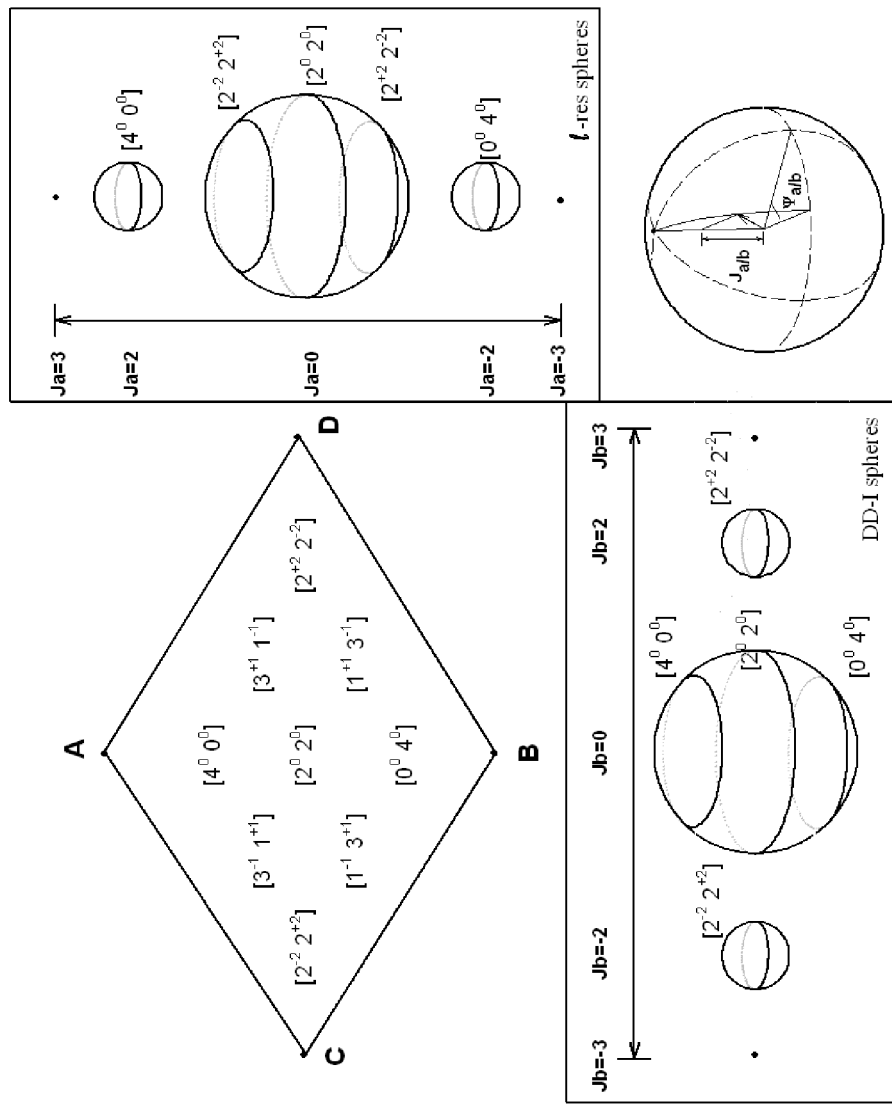 A
[4⁰ 0⁰]
[3⁻¹ 1⁺¹] [3⁺¹ 1⁻¹]
C [2⁻² 2⁺²] [2⁰ 2⁰] [2⁺² 2⁻²] D
[1⁻¹ 3⁺¹] [1⁺¹ 3⁻¹]
[0⁰ 4⁰]
B
Ja=3
Ja=2 [4⁰ 0⁰]
[2⁻² 2⁺²]
Ja=0 [2⁰ 2⁰]
[2⁺² 2⁻²]
Ja=-2 [0⁰ 4⁰]
Ja=-3
ℓ-res spheres
Jb=-3 Jb=-2 Jb=0 Jb=2 Jb=3
[4⁰ 0⁰]
[2⁻² 2⁺²] [2⁰ 2⁰] [2⁺² 2⁻²]
[0⁰ 4⁰]
DD-I spheres
J a/b
Ψ a/b